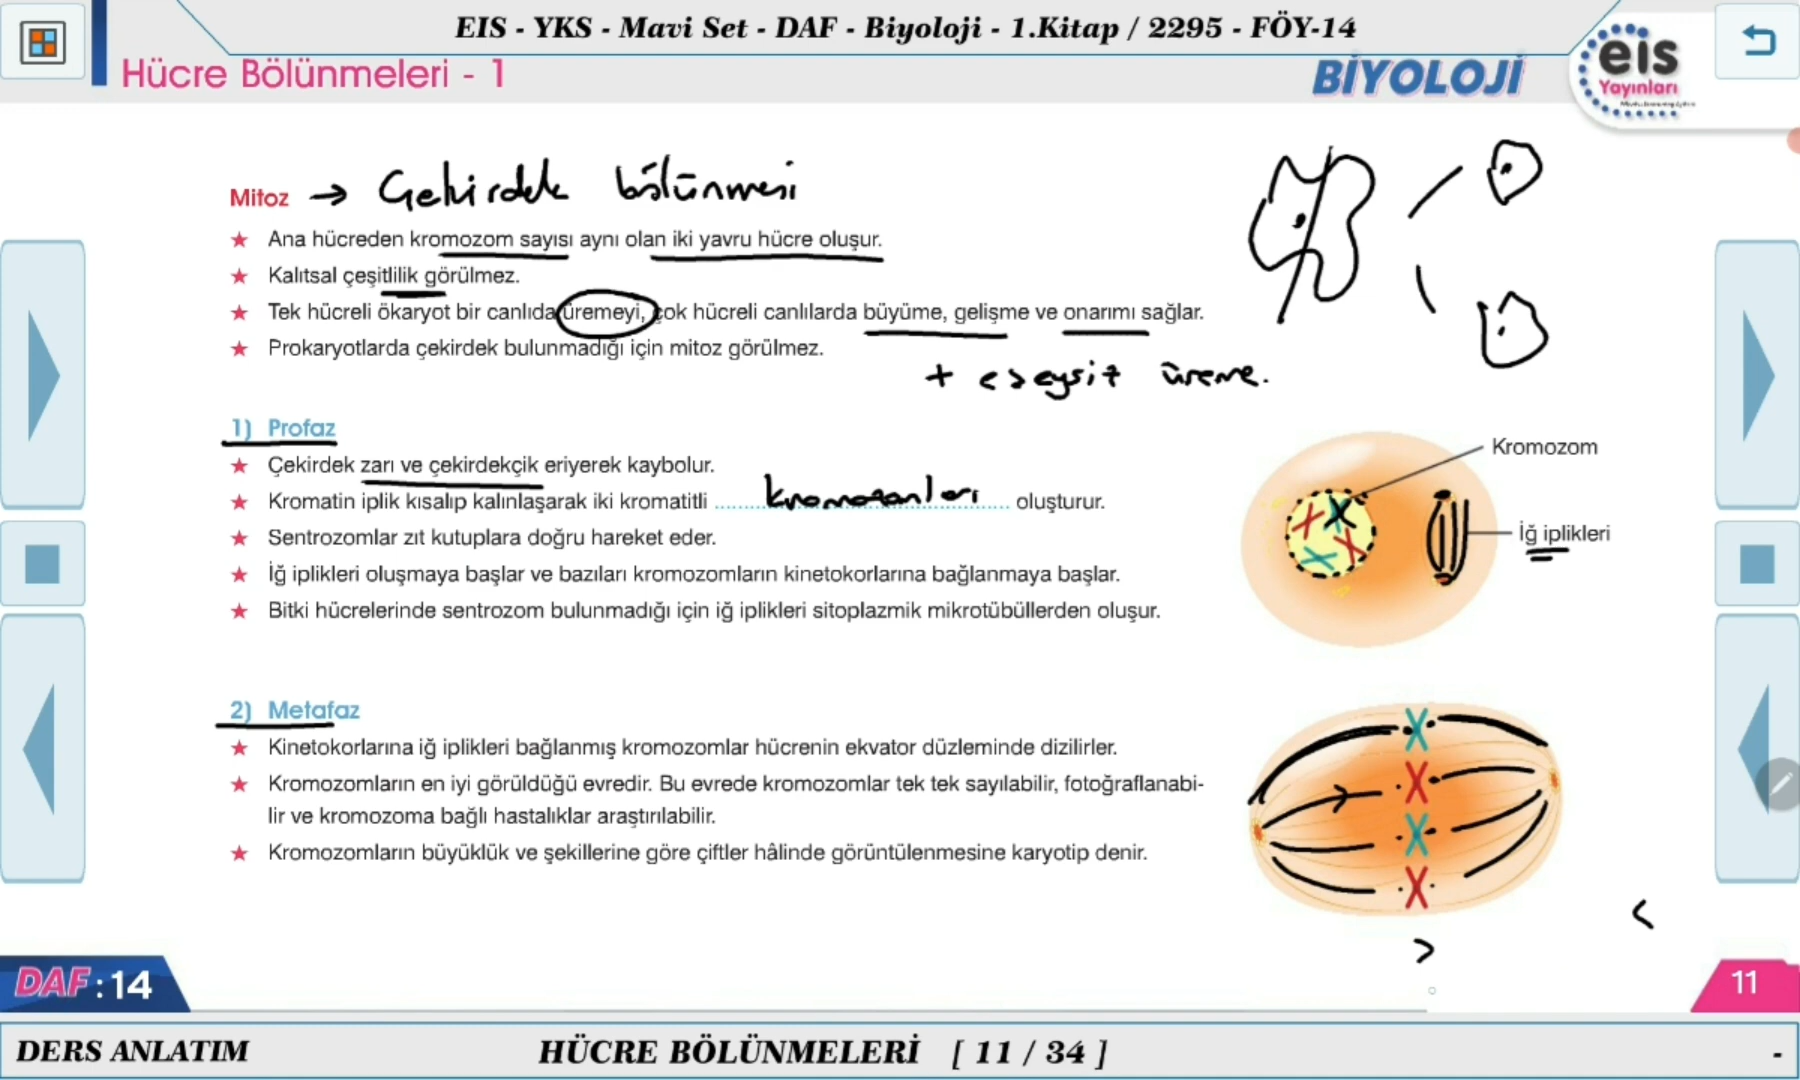 EIS - YKS - Mavi Set - DAF - Biyoloji - 1.Kitap / 2295 - FÖY-14
Hücre Bölünmeleri - 1
BİYOLOJİ
eis
Yayınları
Mitoz → Çekirdek bölünmesi
★ Ana hücreden kromozom sayısı aynı olan iki yavru hücre oluşur.
★ Kalıtsal çeşitlilik görülmez.
★ Tek hücreli ökaryot bir canlıda üremeyi, çok hücreli canlılarda büyüme, gelişme ve onarımı sağlar.
★ Prokaryotlarda çekirdek bulunmadığı için mitoz görülmez.
+ eşeysiz üreme.
1) Profaz
★ Çekirdek zarı ve çekirdekçik eriyerek kaybolur.
★ Kromatin iplik kısalıp kalınlaşarak iki kromatitli kromozomları oluşturur.
★ Sentrozomlar zıt kutuplara doğru hareket eder.
★ İğ iplikleri oluşmaya başlar ve bazıları kromozomların kinetokorlarına bağlanmaya başlar.
★ Bitki hücrelerinde sentrozom bulunmadığı için iğ iplikleri sitoplazmik mikrotübüllerden oluşur.
Kromozom
İğ iplikleri
2) Metafaz
★ Kinetokorlarına iğ iplikleri bağlanmış kromozomlar hücrenin ekvator düzleminde dizilirler.
★ Kromozomların en iyi görüldüğü evredir. Bu evrede kromozomlar tek tek sayılabilir, fotoğraflanabi-
lir ve kromozoma bağlı hastalıklar araştırılabilir.
★ Kromozomların büyüklük ve şekillerine göre çiftler hâlinde görüntülenmesine karyotip denir.
DAF : 14
11
DERS ANLATIM
HÜCRE BÖLÜNMELERİ [ 11 / 34 ]
-